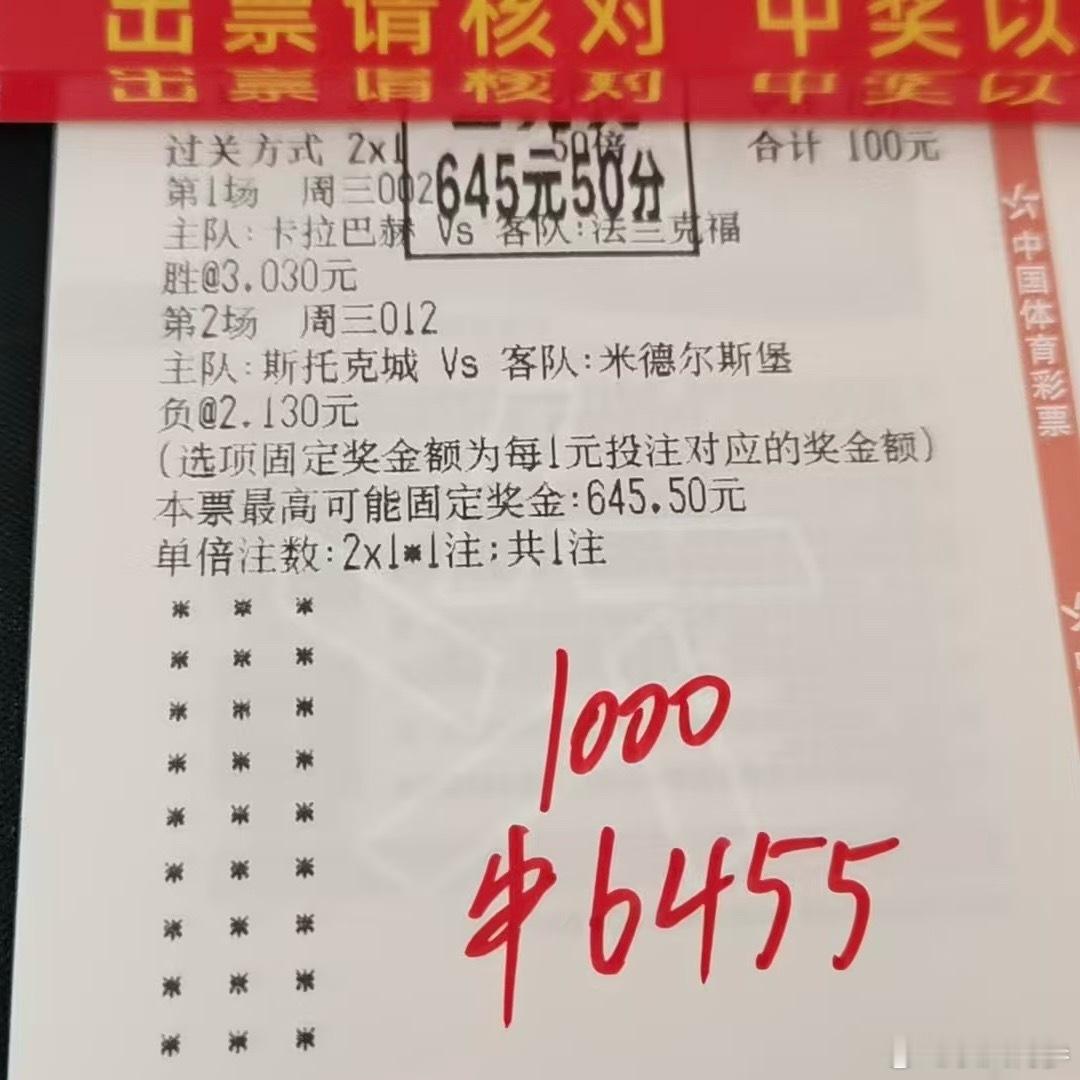 出票请核对 中奖以
出票请核对 中奖以
过关方式 2x1 50倍 合计 100元
645元50分
第1场 周三002
主队:卡拉巴赫 Vs 客队:法兰克福
胜@3.030元
第2场 周三012
主队:斯托克城 Vs 客队:米德尔斯堡
负@2.130元
(选项固定奖金额为每1元投注对应的奖金额)
本票最高可能固定奖金:645.50元
单倍注数:2x1*1注;共1注
※ ※ ※
※ ※ ※
※ ※ ※
※ ※ ※
※ ※ ※
※ ※ ※
※ ※ ※
※ ※ ※
※ ※ ※
1000
中6455
中国体育彩票